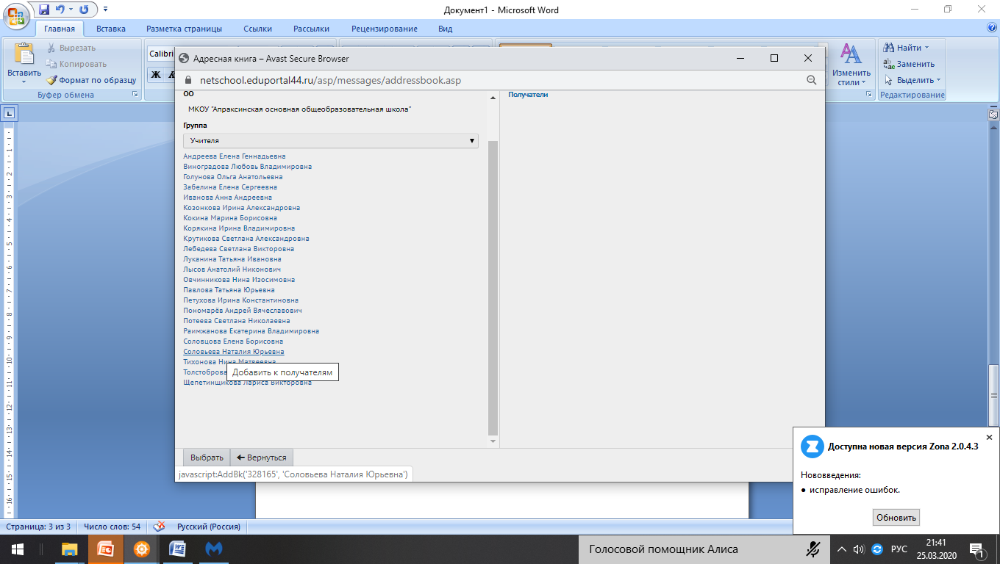 Документ1 - Microsoft Word
Главная Вставка Разметка страницы Ссылки Рассылки Рецензирование Вид
Вставить
Вырезать
Копировать
Формат по образцу
Буфер обмена
Calibri
Ж
Изменить стили
Найти
Заменить
Выделить
Редактирование
Адресная книга – Avast Secure Browser
netschool.eduportal44.ru/asp/messages/addressbook.asp
ОО
МКОУ "Апраксинская основная общеобразовательная школа"
Группа
Учителя
Андреева Елена Геннадьевна
Виноградова Любовь Владимировна
Голунова Ольга Анатольевна
Забелина Елена Сергеевна
Иванова Анна Андреевна
Козонкова Ирина Александровна
Кокина Марина Борисовна
Корякина Ирина Владимировна
Крутикова Светлана Александровна
Лебедева Светлана Викторовна
Луканина Татьяна Ивановна
Лысов Анатолий Никонович
Овчинникова Нина Изосимовна
Павлова Татьяна Юрьевна
Петухова Ирина Константиновна
Пономарёв Андрей Вячеславович
Потеева Светлана Николаевна
Раимжанова Екатерина Владимировна
Соловцова Елена Борисовна
Соловьева Наталия Юрьевна
Тихонова Нина Матвеевна
Толстоброва
Щепетинщикова Лариса Викторовна
Добавить к получателям
Получатели
Выбрать
Вернуться
javascript:AddBk('328165', 'Соловьева Наталия Юрьевна')
Доступна новая версия Zona 2.0.4.3
Нововведения:
● исправление ошибок.
Обновить
Страница: 3 из 3 Число слов: 54 Русский (Россия)
Голосовой помощник Алиса
РУС
21:41
25.03.2020
1